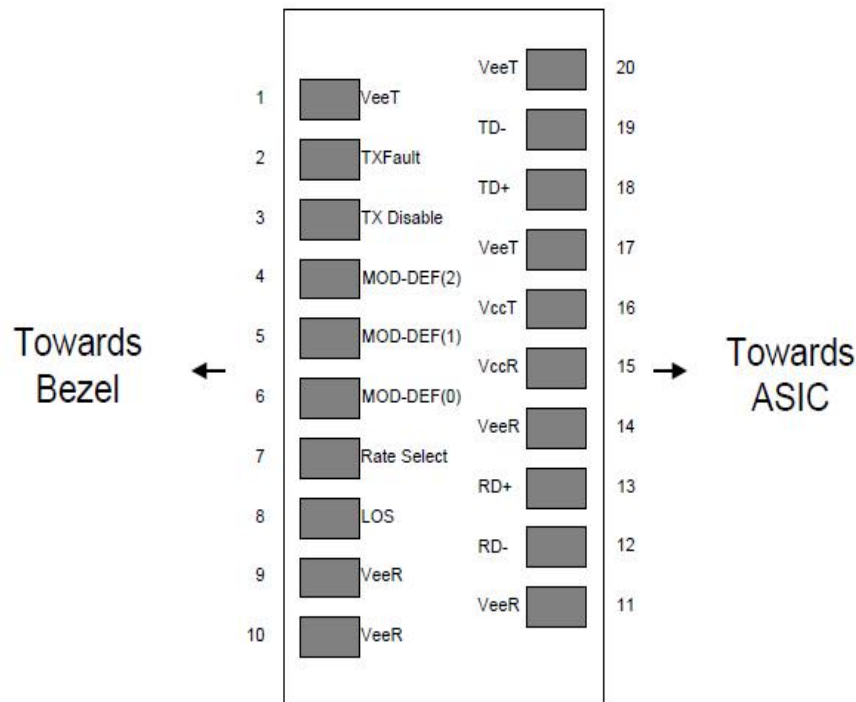 VeeT 20
1 VeeT
TD- 19
2 TXFault
TD+ 18
3 TX Disable
VeeT 17
4 MOD-DEF(2)
VccT 16
5 MOD-DEF(1)
Towards
Bezel
VccR 15
Towards
ASIC
6 MOD-DEF(0)
VeeR 14
7 Rate Select
RD+ 13
8 LOS
RD- 12
9 VeeR
VeeR 11
10 VeeR